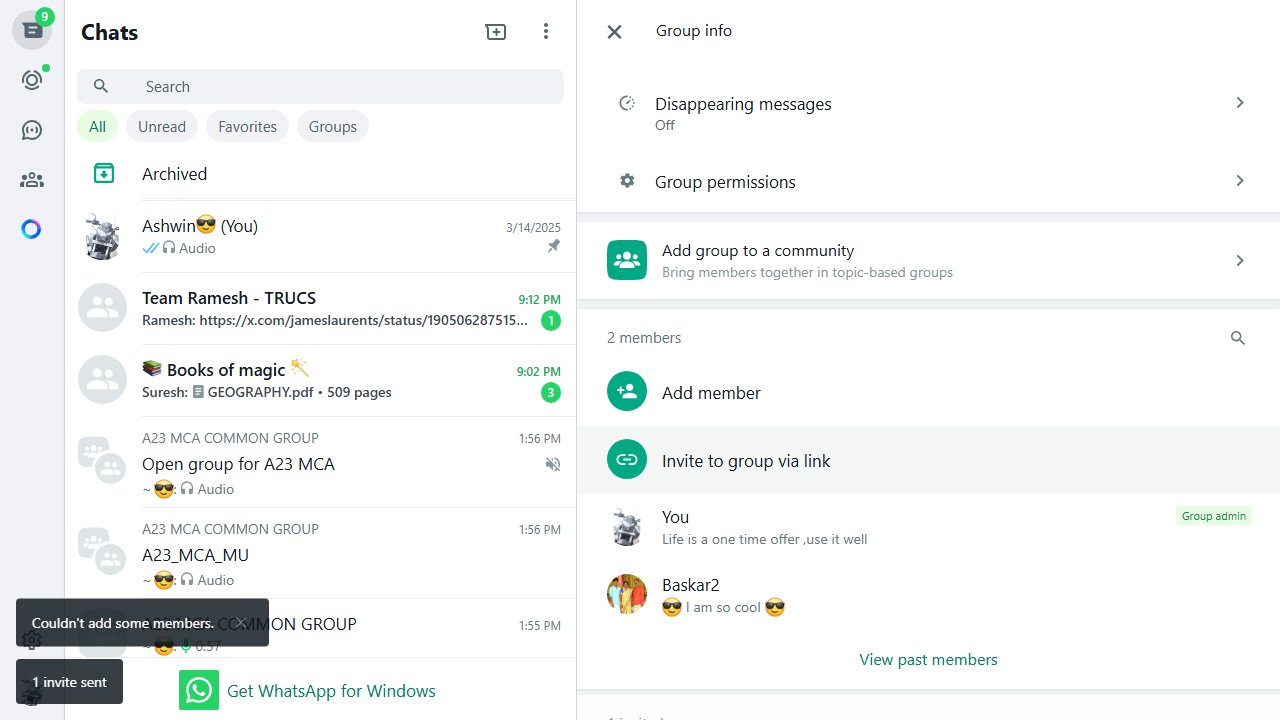 9
Chats
Search
All
Unread
Favorites
Groups
Archived
Ashwin😎 (You)
3/14/2025
Audio
Team Ramesh - TRUCS
9:12 PM
Ramesh: https://x.com/jameslaurents/status/190506287515...
1
📚 Books of magic 🪄
9:02 PM
Suresh: GEOGRAPHY.pdf • 509 pages
3
A23 MCA COMMON GROUP
1:56 PM
Open group for A23 MCA
~ 😎: Audio
A23 MCA COMMON GROUP
1:56 PM
A23_MCA_MU
~ 😎: Audio
COMMON GROUP
1:55 PM
~ 😎: 0:57
Couldn't add some members.
1 invite sent
Get WhatsApp for Windows
Group info
Disappearing messages
Off
Group permissions
Add group to a community
Bring members together in topic-based groups
2 members
Add member
Invite to group via link
You
Group admin
Life is a one time offer ,use it well
Baskar2
😎 I am so cool 😎
View past members